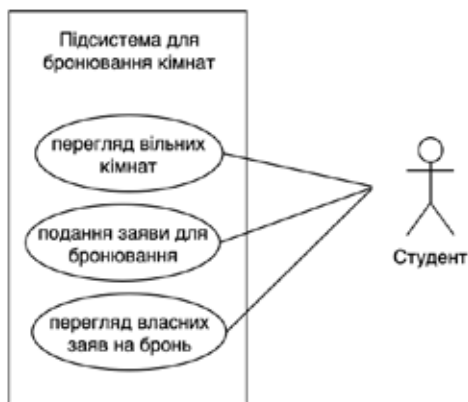 Підсистема для
бронювання кімнат
перегляд вільних
кімнат
подання заяви для
бронювання
перегляд власних
заяв на бронь
Студент